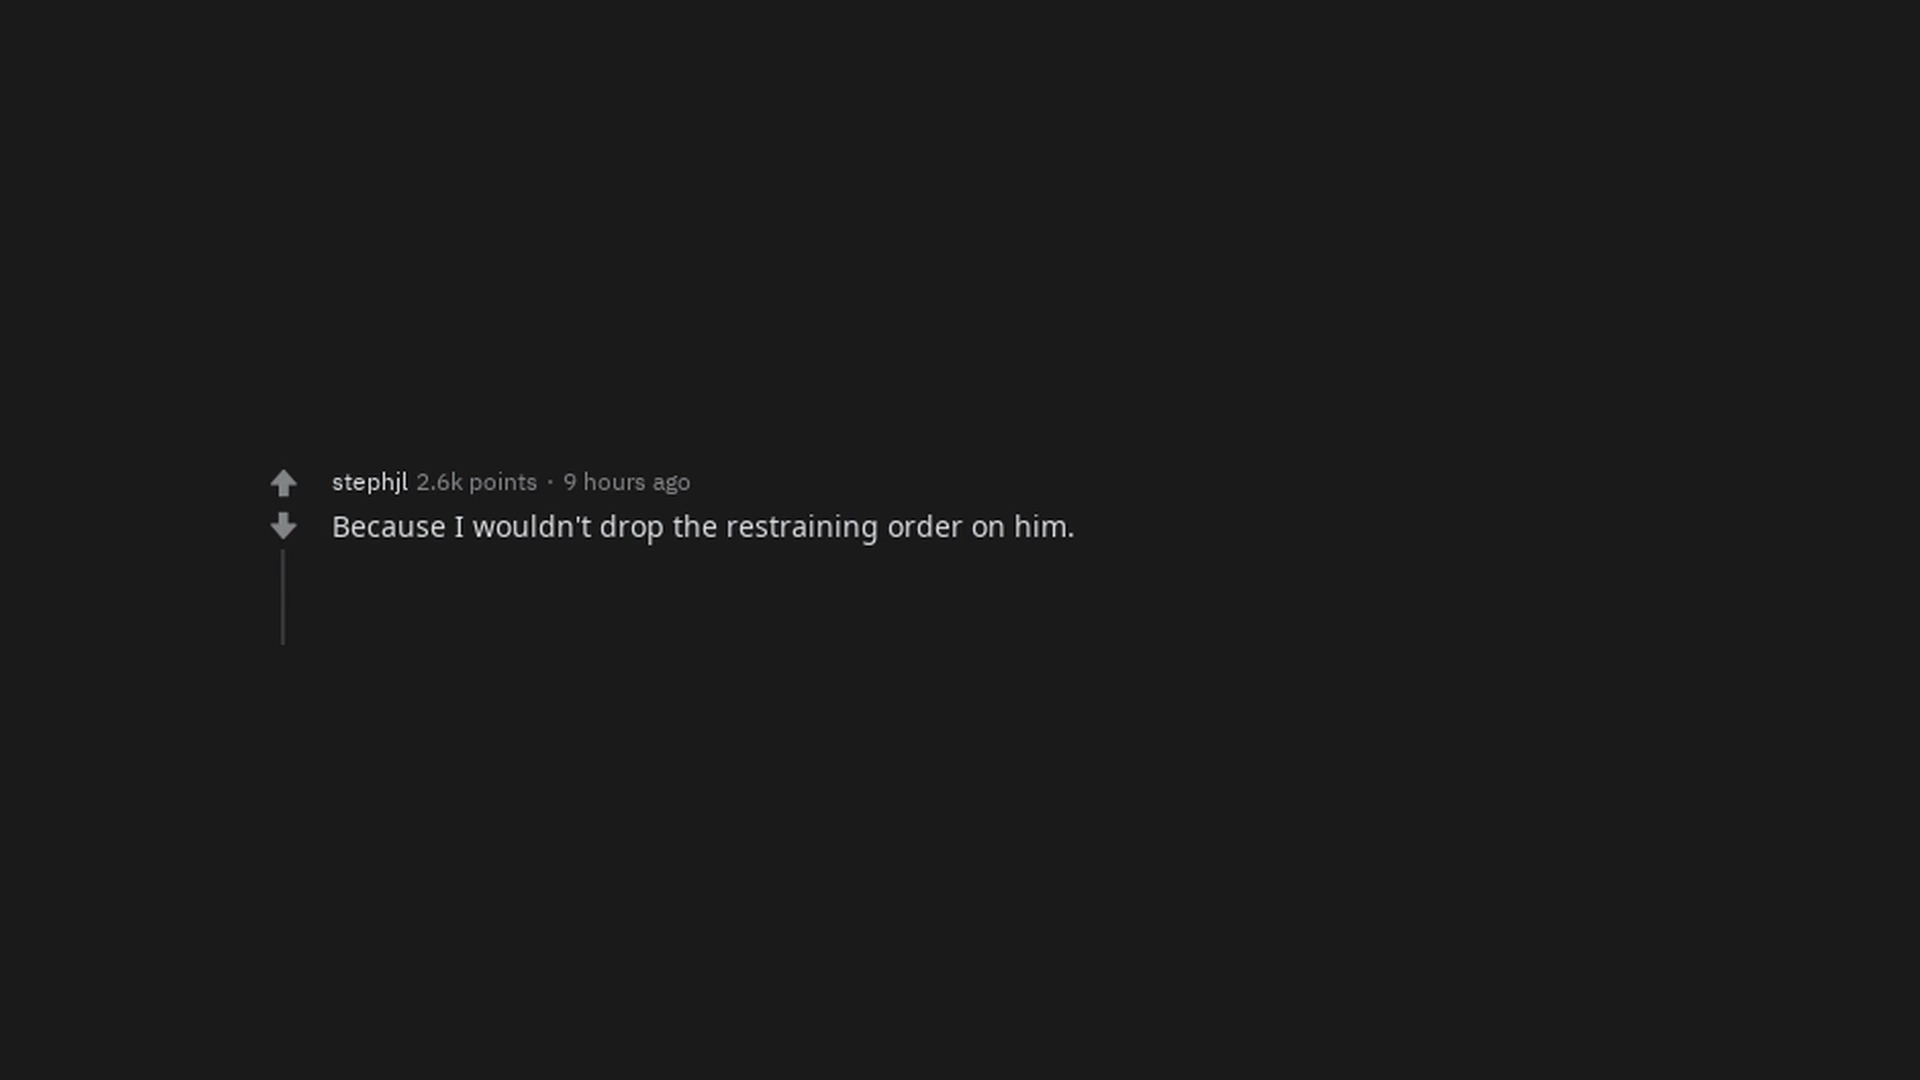 stephjl 2.6k points · 9 hours ago
Because I wouldn't drop the restraining order on him.